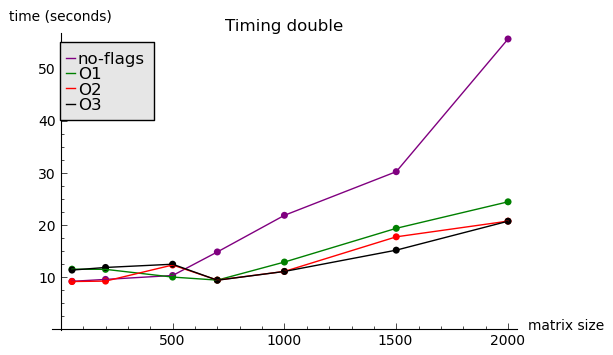 time (seconds)
Timing double
no-flags
O1
O2
O3
50
40
30
20
10
500
1000
1500
2000
matrix size